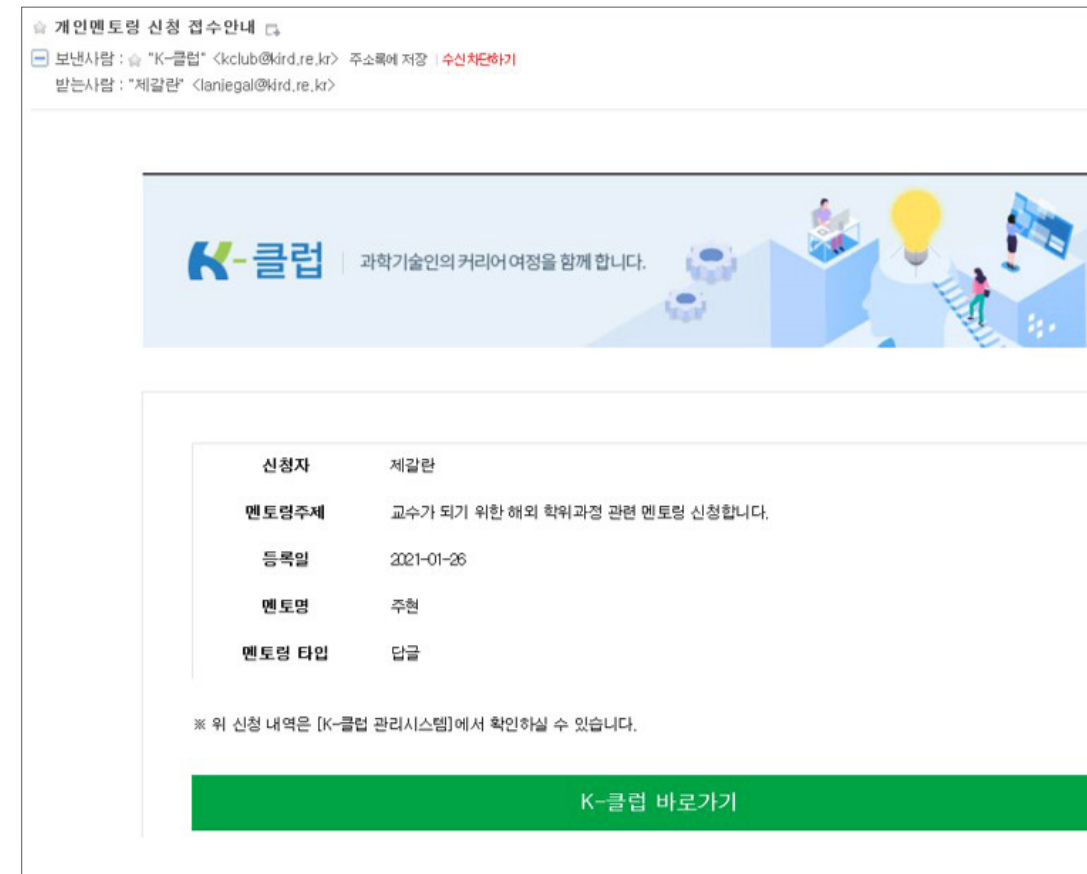 개인멘토링 신청 접수안내
보낸사람 : "K-클럽" <kclub@kird.re.kr> 주소록에 저장 | 수신차단하기
받는사람 : "제갈란" <lanjegal@kird.re.kr>
K-클럽 | 과학기술인의 커리어 여정을 함께 합니다.
신청자 제갈란
멘토링주제 교수가 되기 위한 해외 학위과정 관련 멘토링 신청합니다.
등록일 2021-01-26
멘토명 주현
멘토링 타입 답글
※ 위 신청 내역은 [K-클럽 관리시스템]에서 확인하실 수 있습니다.
K-클럽 바로가기